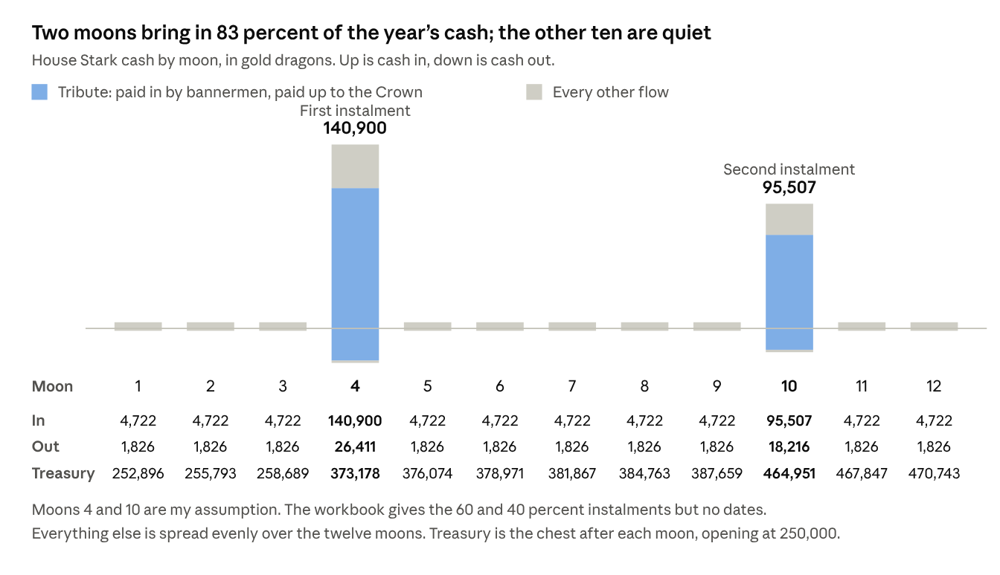 Two moons bring in 83 percent of the year’s cash; the other ten are quiet
House Stark cash by moon, in gold dragons. Up is cash in, down is cash out.
Tribute: paid in by bannermen, paid up to the Crown Every other flow
First instalment
140,900
Second instalment
95,507
Moon 1 2 3 4 5 6 7 8 9 10 11 12
In 4,722 4,722 4,722 140,900 4,722 4,722 4,722 4,722 4,722 95,507 4,722 4,722
Out 1,826 1,826 1,826 26,411 1,826 1,826 1,826 1,826 1,826 18,216 1,826 1,826
Treasury 252,896 255,793 258,689 373,178 376,074 378,971 381,867 384,763 387,659 464,951 467,847 470,743
Moons 4 and 10 are my assumption. The workbook gives the 60 and 40 percent instalments but no dates.
Everything else is spread evenly over the twelve moons. Treasury is the chest after each moon, opening at 250,000.